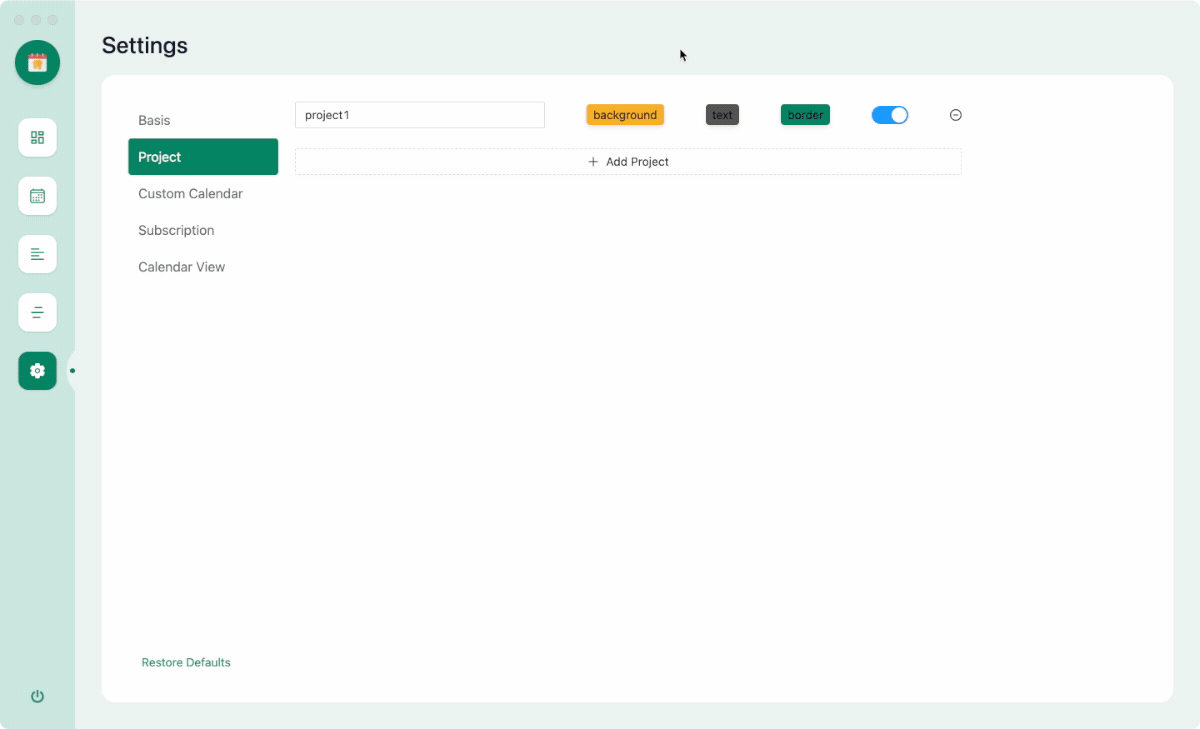 Settings
Basis
Project
Custom Calendar
Subscription
Calendar View
project1
background
text
border
Add Project
Restore Defaults